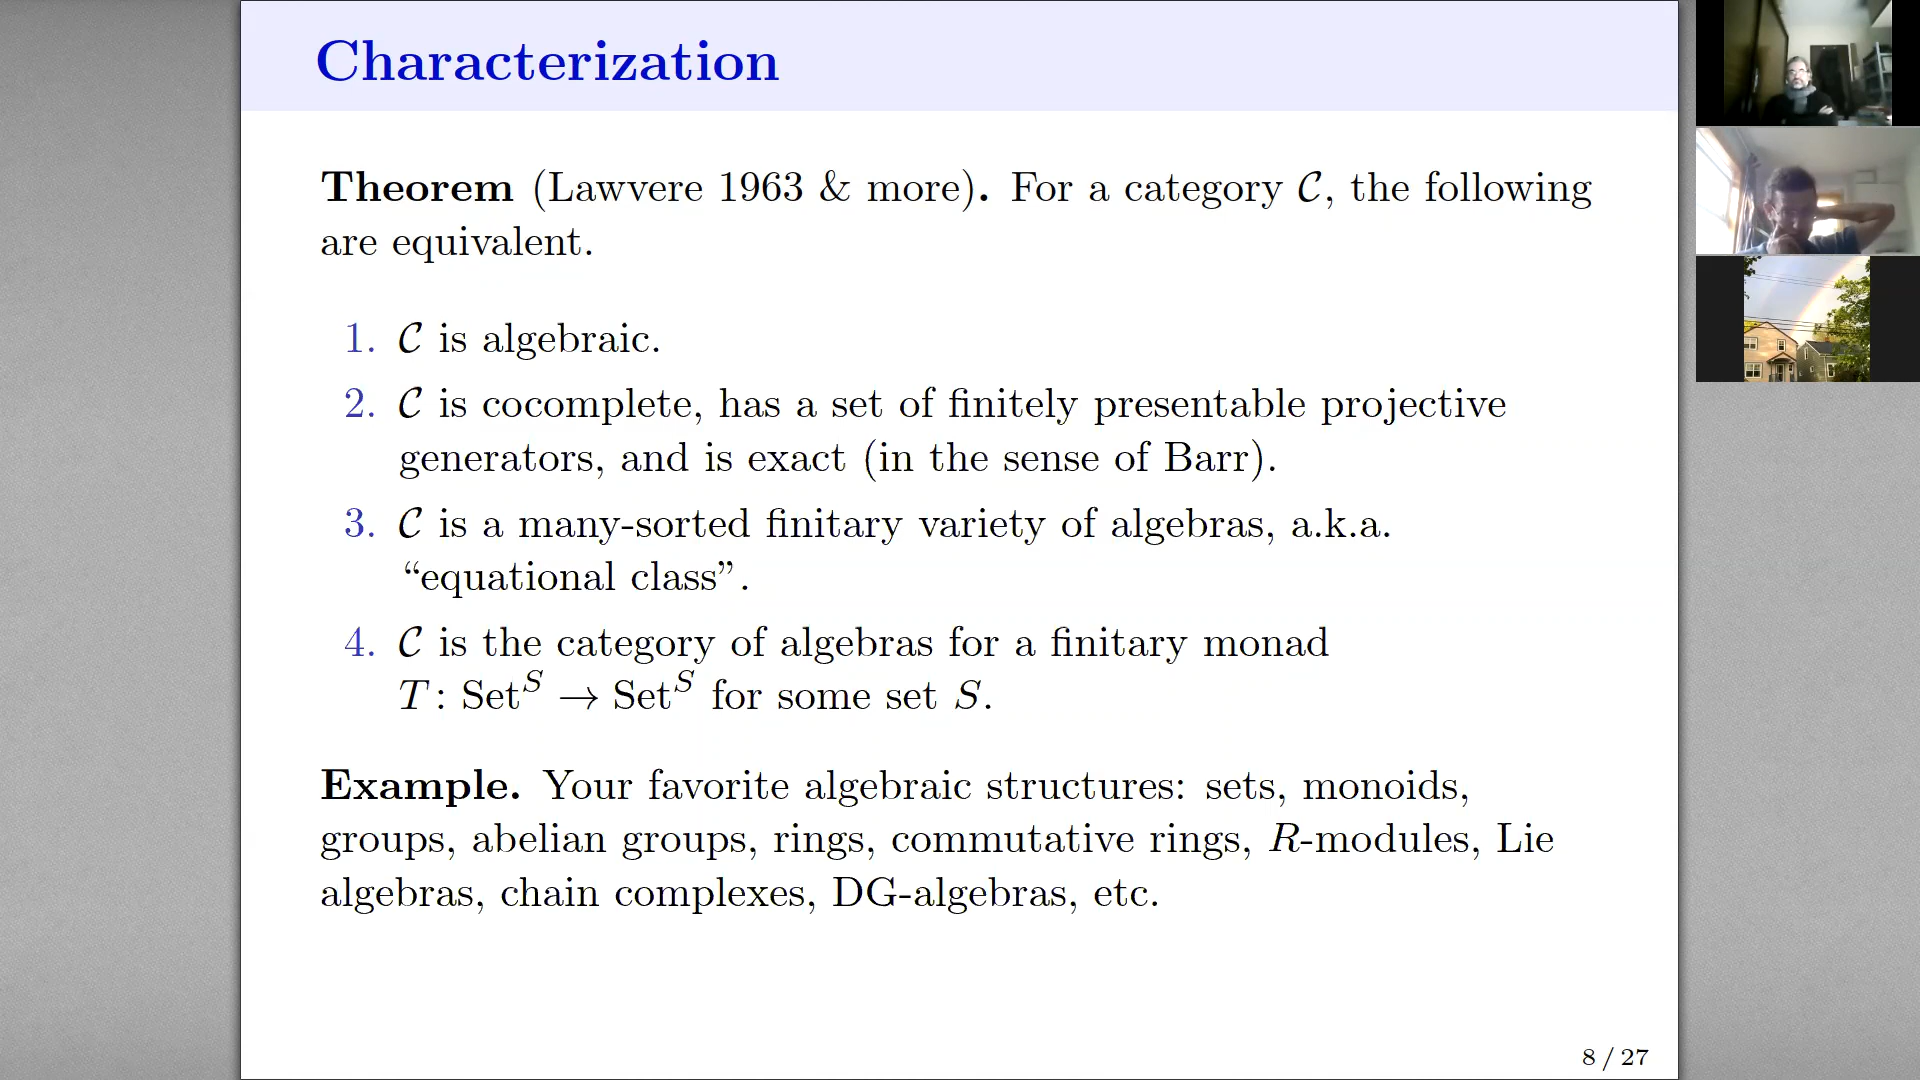 Characterization
Theorem (Lawvere 1963 & more). For a category 𝒞, the following
are equivalent.
1. 𝒞 is algebraic.
2. 𝒞 is cocomplete, has a set of finitely presentable projective
generators, and is exact (in the sense of Barr).
3. 𝒞 is a many-sorted finitary variety of algebras, a.k.a.
“equational class”.
4. 𝒞 is the category of algebras for a finitary monad
T: Set^S → Set^S for some set S.
Example. Your favorite algebraic structures: sets, monoids,
groups, abelian groups, rings, commutative rings, R-modules, Lie
algebras, chain complexes, DG-algebras, etc.
8 / 27